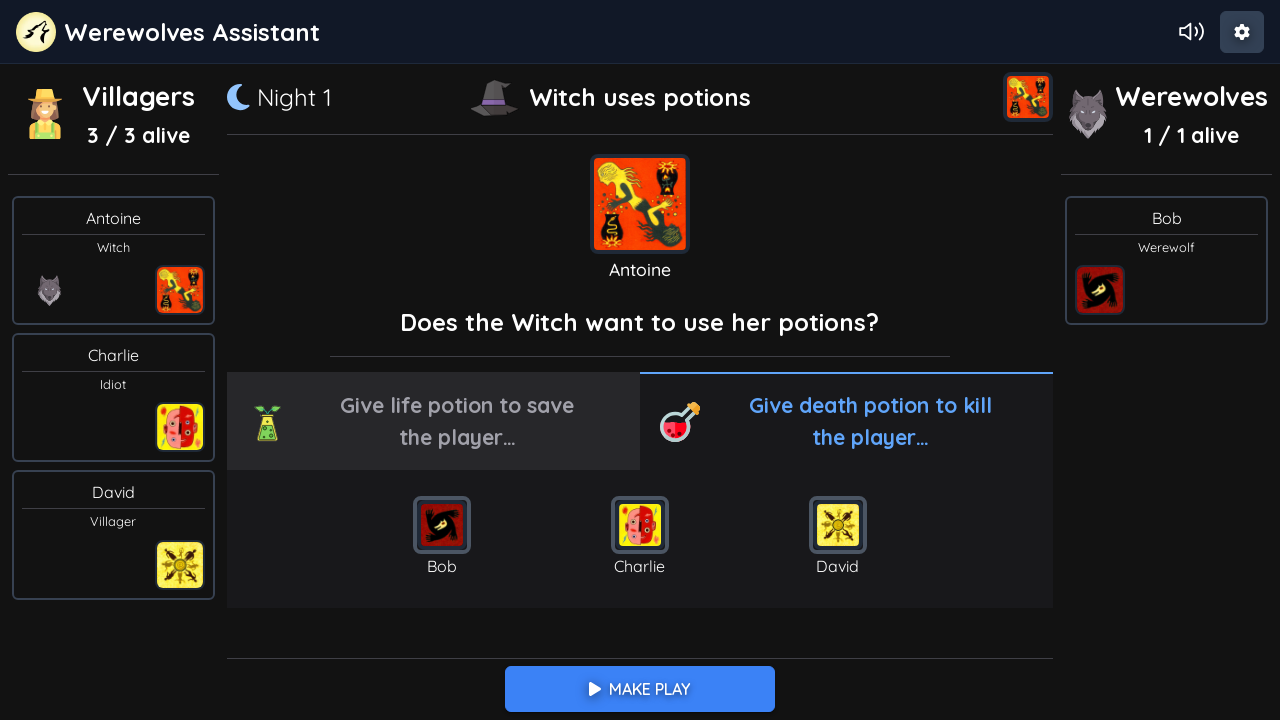 Werewolves Assistant
Villagers
3 / 3 alive
Antoine
Witch
Charlie
Idiot
David
Villager
Night 1
Witch uses potions
Antoine
Does the Witch want to use her potions?
Give life potion to save
the player...
Give death potion to kill
the player...
Bob
Charlie
David
MAKE PLAY
Werewolves
1 / 1 alive
Bob
Werewolf